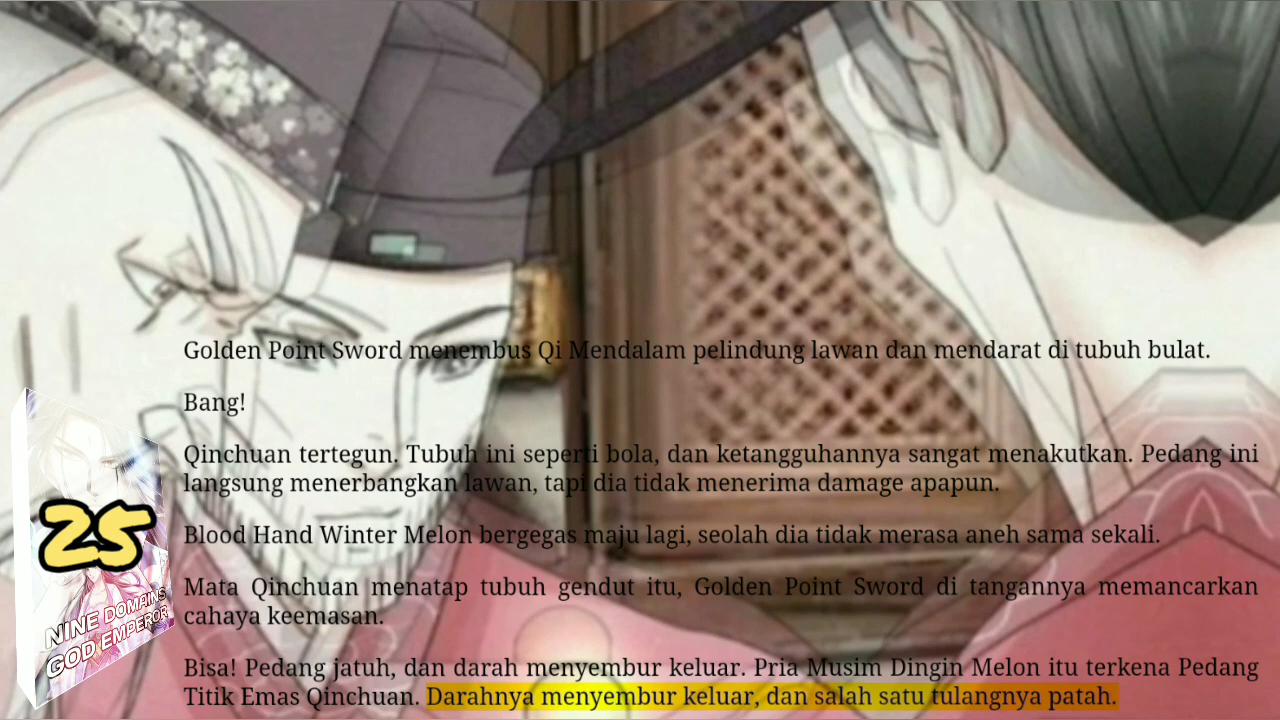 Golden Point Sword menembus Qi Mendalam pelindung lawan dan mendarat di tubuh bulat.
Bang!
Qinchuan tertegun. Tubuh ini seperti bola, dan ketangguhannya sangat menakutkan. Pedang ini
langsung menerbangkan lawan, tapi dia tidak menerima damage apapun.
Blood Hand Winter Melon bergegas maju lagi, seolah dia tidak merasa aneh sama sekali.
Mata Qinchuan menatap tubuh gendut itu, Golden Point Sword di tangannya memancarkan
cahaya keemasan.
Bisa! Pedang jatuh, dan darah menyembur keluar. Pria Musim Dingin Melon itu terkena Pedang
Titik Emas Qinchuan. Darahnya menyembur keluar, dan salah satu tulangnya patah.
25
NINE DOMAINS
GOD EMPEROR